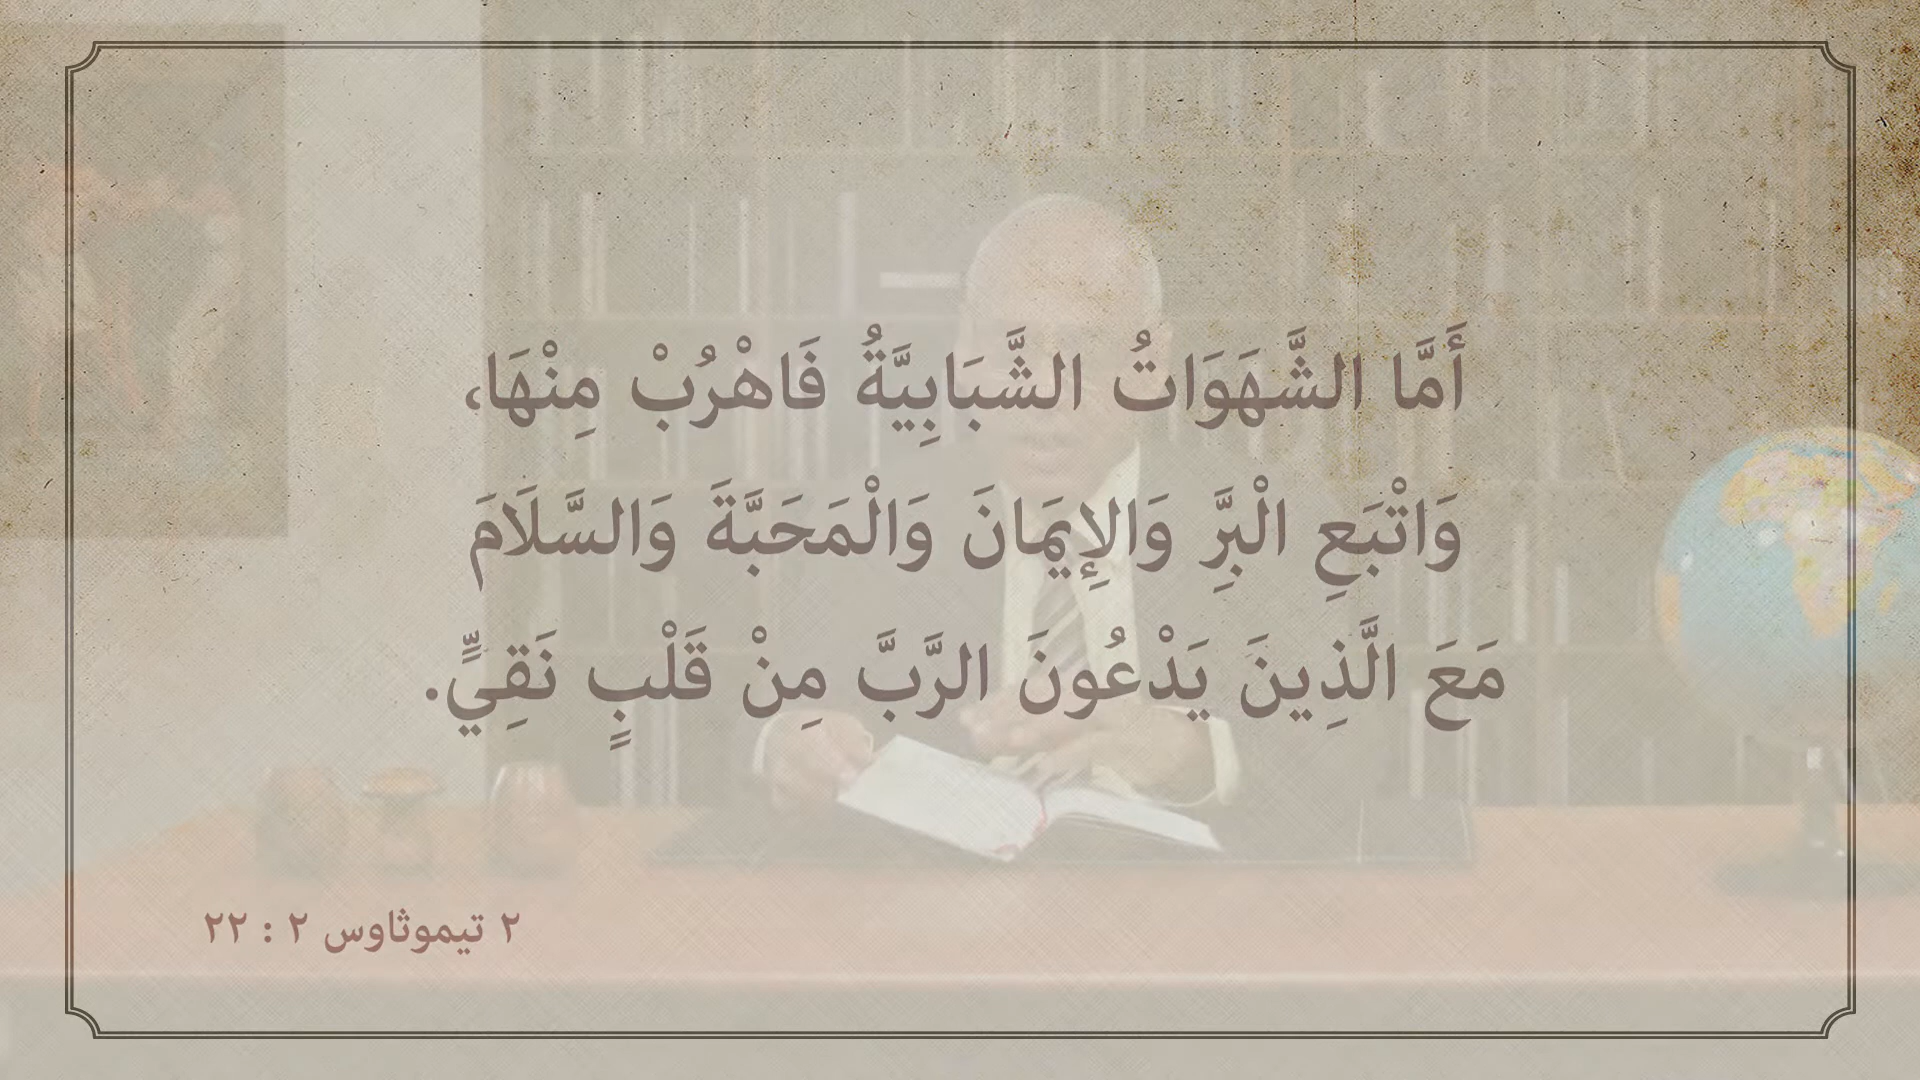 أَمَّا الشَّهَوَاتُ الشَّبَابِيَّةُ فَاهْرُبْ مِنْهَا،
وَاتْبَعِ الْبِرَّ وَالإِيمَانَ وَالْمَحَبَّةَ وَالسَّلاَمَ
مَعَ الَّذِينَ يَدْعُونَ الرَّبَّ مِنْ قَلْبٍ نَقِيٍّ.
٢ تيموثاوس ٢ : ٢٢